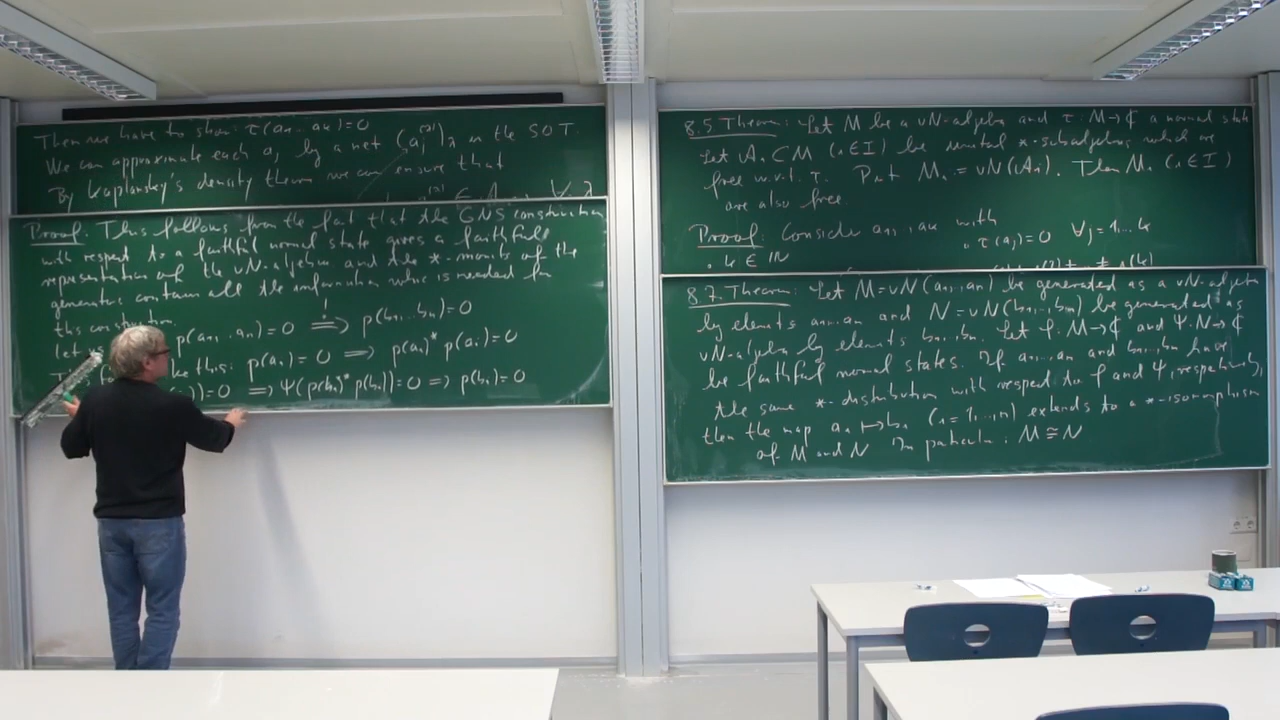 Then we have to show: τ(a₁...aₖ)=0
We can approximate each aⱼ by a net (aⱼ^(λ))_λ in the SOT.
By Kaplansky's density theorem we can ensure that
∀ λ
Proof: This follows from the fact that the GNS construction
with respect to a faithful normal state gives a faithful
representation of the vN-algebra and the *-moments of the
generators contain all the information which is needed for
this construction.
let p(a₁...aₙ)=0 ⟹ p(b₁...bₙ)=0
this: p(aᵢ)=0 ⟹ p(aᵢ)* p(aᵢ)=0
))=0 ⟹ Ψ(p(bᵢ)* p(bᵢ))=0 ⟹ p(bᵢ)=0
8.5 Theorem: Let M be a vN-algebra and τ: M→ℂ a normal state
Let Aᵢ ⊂ M (i∈I) be unital *-subalgebras which are
free w.r.t. τ. Put Mᵢ := vN(Aᵢ). Then Mᵢ (i∈I)
are also free
Proof: Consider a₁...aₖ with
. k ∈ ℕ . τ(aⱼ)=0 ∀j=1...k
8.7. Theorem: Let M=vN(a₁...aₙ) be generated as a vN-algebra
by elements a₁...aₙ and N=vN(b₁...bₙ) be generated as
vN-algebra by elements b₁...bₙ. Let φ: M→ℂ and Ψ: N→ℂ
be faithful normal states. If a₁...aₙ and b₁...bₙ have
the same *-distribution with respect to φ and Ψ, respectively,
then the map aᵢ ↦ bᵢ (i=1,...,n) extends to a *-isomorphism
of M and N In particular: M≅N